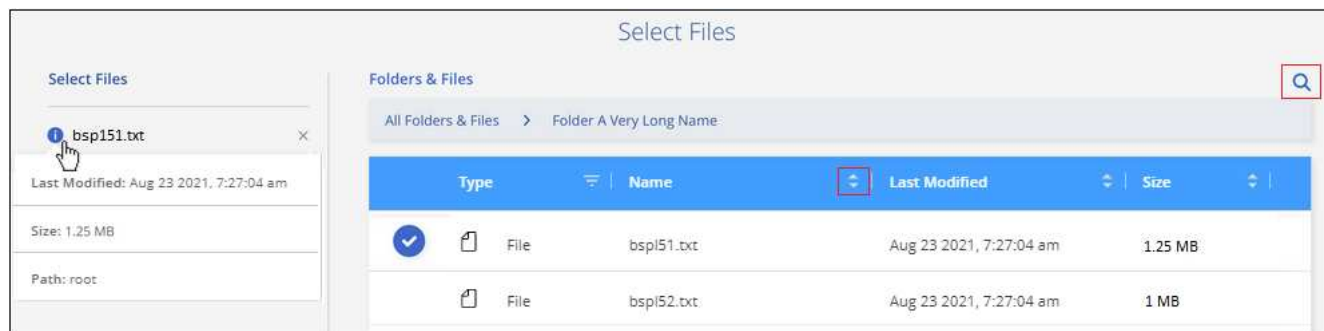 Select Files
Select Files
bsp151.txt
Last Modified: Aug 23 2021, 7:27:04 am
Size: 1.25 MB
Path: root
Folders & Files
All Folders & Files > Folder A Very Long Name
Type Name Last Modified Size
File bspl51.txt Aug 23 2021, 7:27:04 am 1.25 MB
File bspl52.txt Aug 23 2021, 7:27:04 am 1 MB